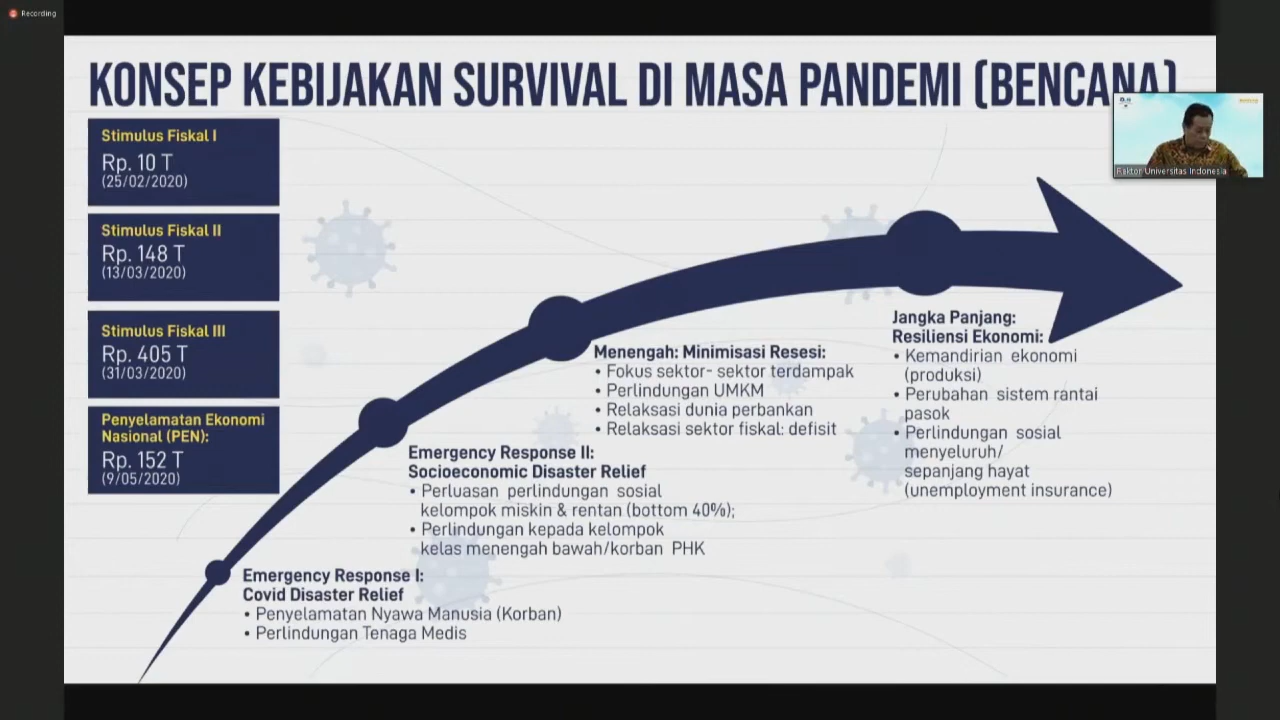 Recording
KONSEP KEBIJAKAN SURVIVAL DI MASA PANDEMI (BENCANA)
Stimulus Fiskal I
Rp. 10 T
(25/02/2020)
Stimulus Fiskal II
Rp. 148 T
(13/03/2020)
Stimulus Fiskal III
Rp. 405 T
(31/03/2020)
Penyelamatan Ekonomi
Nasional (PEN):
Rp. 152 T
(9/05/2020)
Emergency Response I:
Covid Disaster Relief
• Penyelamatan Nyawa Manusia (Korban)
• Perlindungan Tenaga Medis
Emergency Response II:
Socioeconomic Disaster Relief
• Perluasan perlindungan sosial
kelompok miskin & rentan (bottom 40%);
• Perlindungan kepada kelompok
kelas menengah bawah/korban PHK
Menengah: Minimisasi Resesi:
• Fokus sektor- sektor terdampak
• Perlindungan UMKM
• Relaksasi dunia perbankan
• Relaksasi sektor fiskal: defisit
Jangka Panjang:
Resiliensi Ekonomi:
• Kemandirian ekonomi
(produksi)
• Perubahan sistem rantai
pasok
• Perlindungan sosial
menyeluruh/
sepanjang hayat
(unemployment insurance)
Rektor Universitas Indonesia